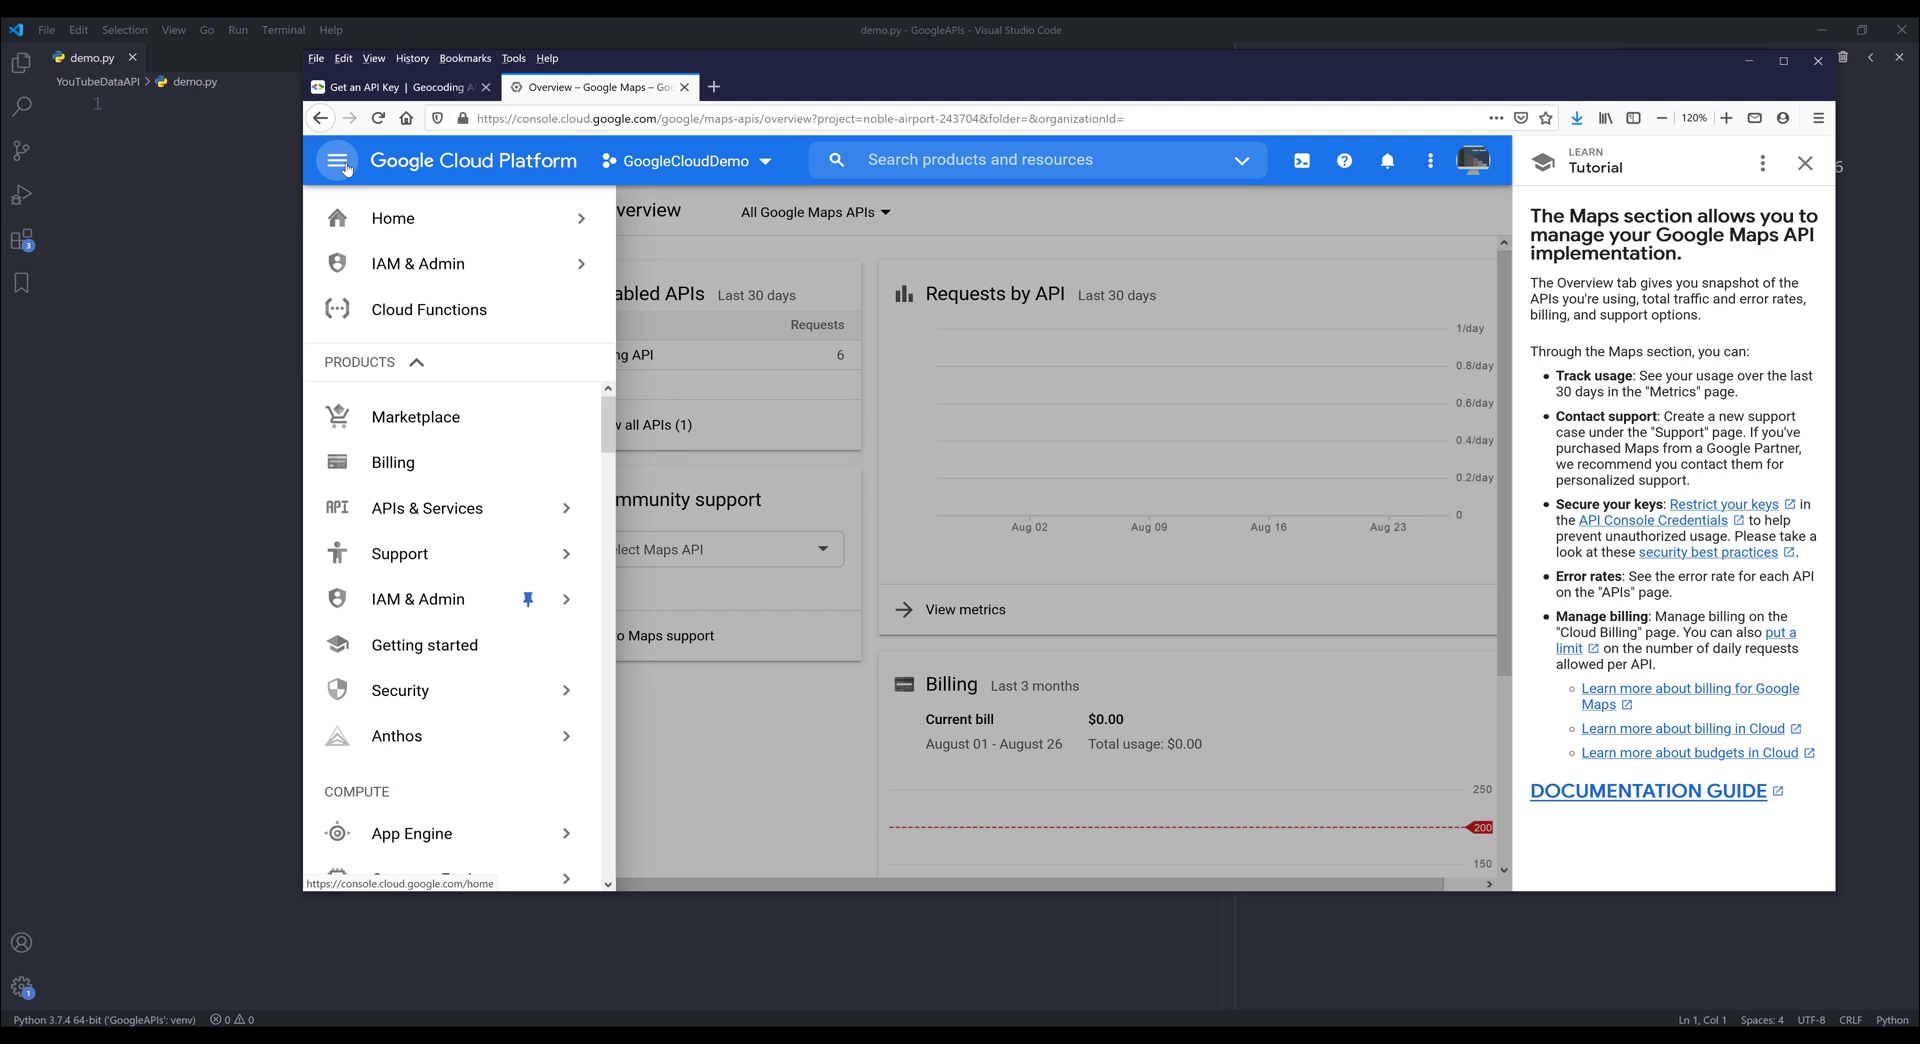 File Edit Selection View Go Run Terminal Help
demo.py - GoogleAPIs - Visual Studio Code
demo.py
YouTubeDataAPI > demo.py
1
File Edit View History Bookmarks Tools Help
Get an API Key | Geocoding A
Overview – Google Maps – Goo
https://console.cloud.google.com/google/maps-apis/overview?project=noble-airport-243704&folder=&organizationId=
120%
Google Cloud Platform
GoogleCloudDemo
Search products and resources
Home
IAM & Admin
Cloud Functions
PRODUCTS
Marketplace
Billing
API
APIs & Services
Support
IAM & Admin
Getting started
Security
Anthos
COMPUTE
App Engine
https://console.cloud.google.com/home
verview
All Google Maps APIs
abled APIs Last 30 days
Requests
ng API 6
v all APIs (1)
mmunity support
lect Maps API
o Maps support
Requests by API Last 30 days
1/day
0.8/day
0.6/day
0.4/day
0.2/day
0
Aug 02 Aug 09 Aug 16 Aug 23
View metrics
Billing Last 3 months
Current bill $0.00
August 01 - August 26 Total usage: $0.00
250
200
150
LEARN
Tutorial
The Maps section allows you to
manage your Google Maps API
implementation.
The Overview tab gives you snapshot of the
APIs you're using, total traffic and error rates,
billing, and support options.
Through the Maps section, you can:
• Track usage: See your usage over the last
30 days in the "Metrics" page.
• Contact support: Create a new support
case under the "Support" page. If you've
purchased Maps from a Google Partner,
we recommend you contact them for
personalized support.
• Secure your keys: Restrict your keys in
the API Console Credentials to help
prevent unauthorized usage. Please take a
look at these security best practices.
• Error rates: See the error rate for each API
on the "APIs" page.
• Manage billing: Manage billing on the
"Cloud Billing" page. You can also put a
limit on the number of daily requests
allowed per API.
Learn more about billing for Google
Maps
Learn more about billing in Cloud
Learn more about budgets in Cloud
DOCUMENTATION GUIDE
3
1
Python 3.7.4 64-bit ('GoogleAPIs': venv) 0 0
Ln 1, Col 1 Spaces: 4 UTF-8 CRLF Python